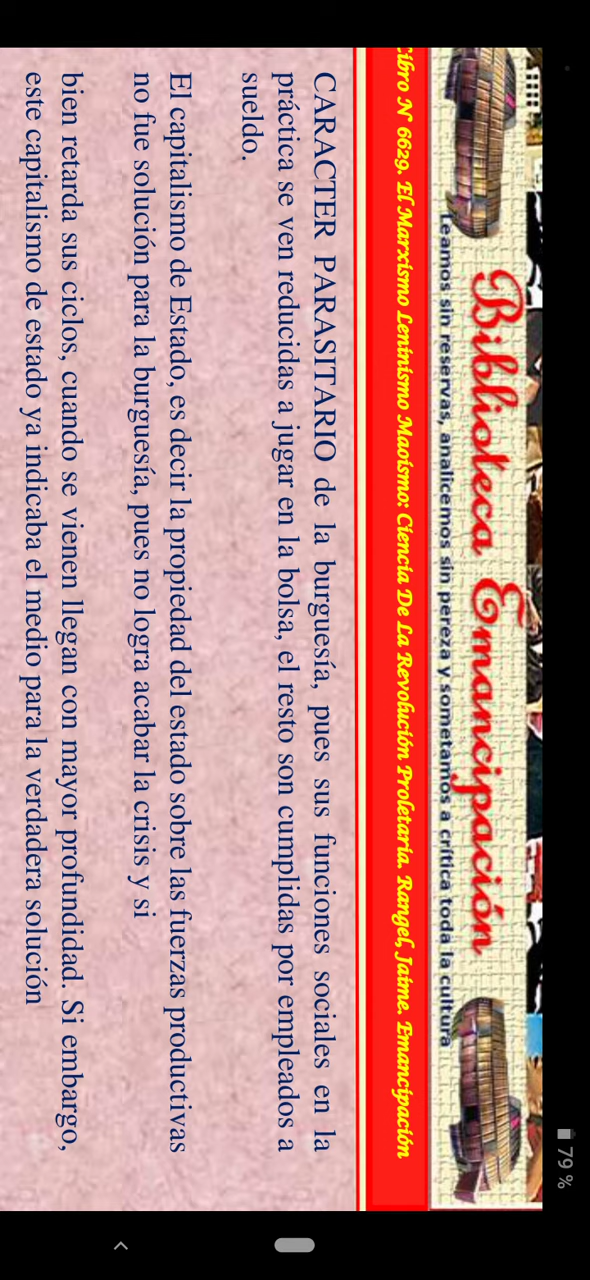 79 %
Biblioteca Emancipación
Leamos sin reservas, analicemos sin pereza y sometamos a crítica toda la cultura
Libro N° 6629. El Marxismo Leninismo Maoísmo: Ciencia De La Revolución Proletaria. Rangel, Jaime. Emancipación
CARACTER PARASITARIO de la burguesía, pues sus funciones sociales en la
práctica se ven reducidas a jugar en la bolsa, el resto son cumplidas por empleados a
sueldo.
El capitalismo de Estado, es decir la propiedad del estado sobre las fuerzas productivas
no fue solución para la burguesía, pues no logra acabar la crisis y si
bien retarda sus ciclos, cuando se vienen llegan con mayor profundidad. Si embargo,
este capitalismo de estado ya indicaba el medio para la verdadera solución